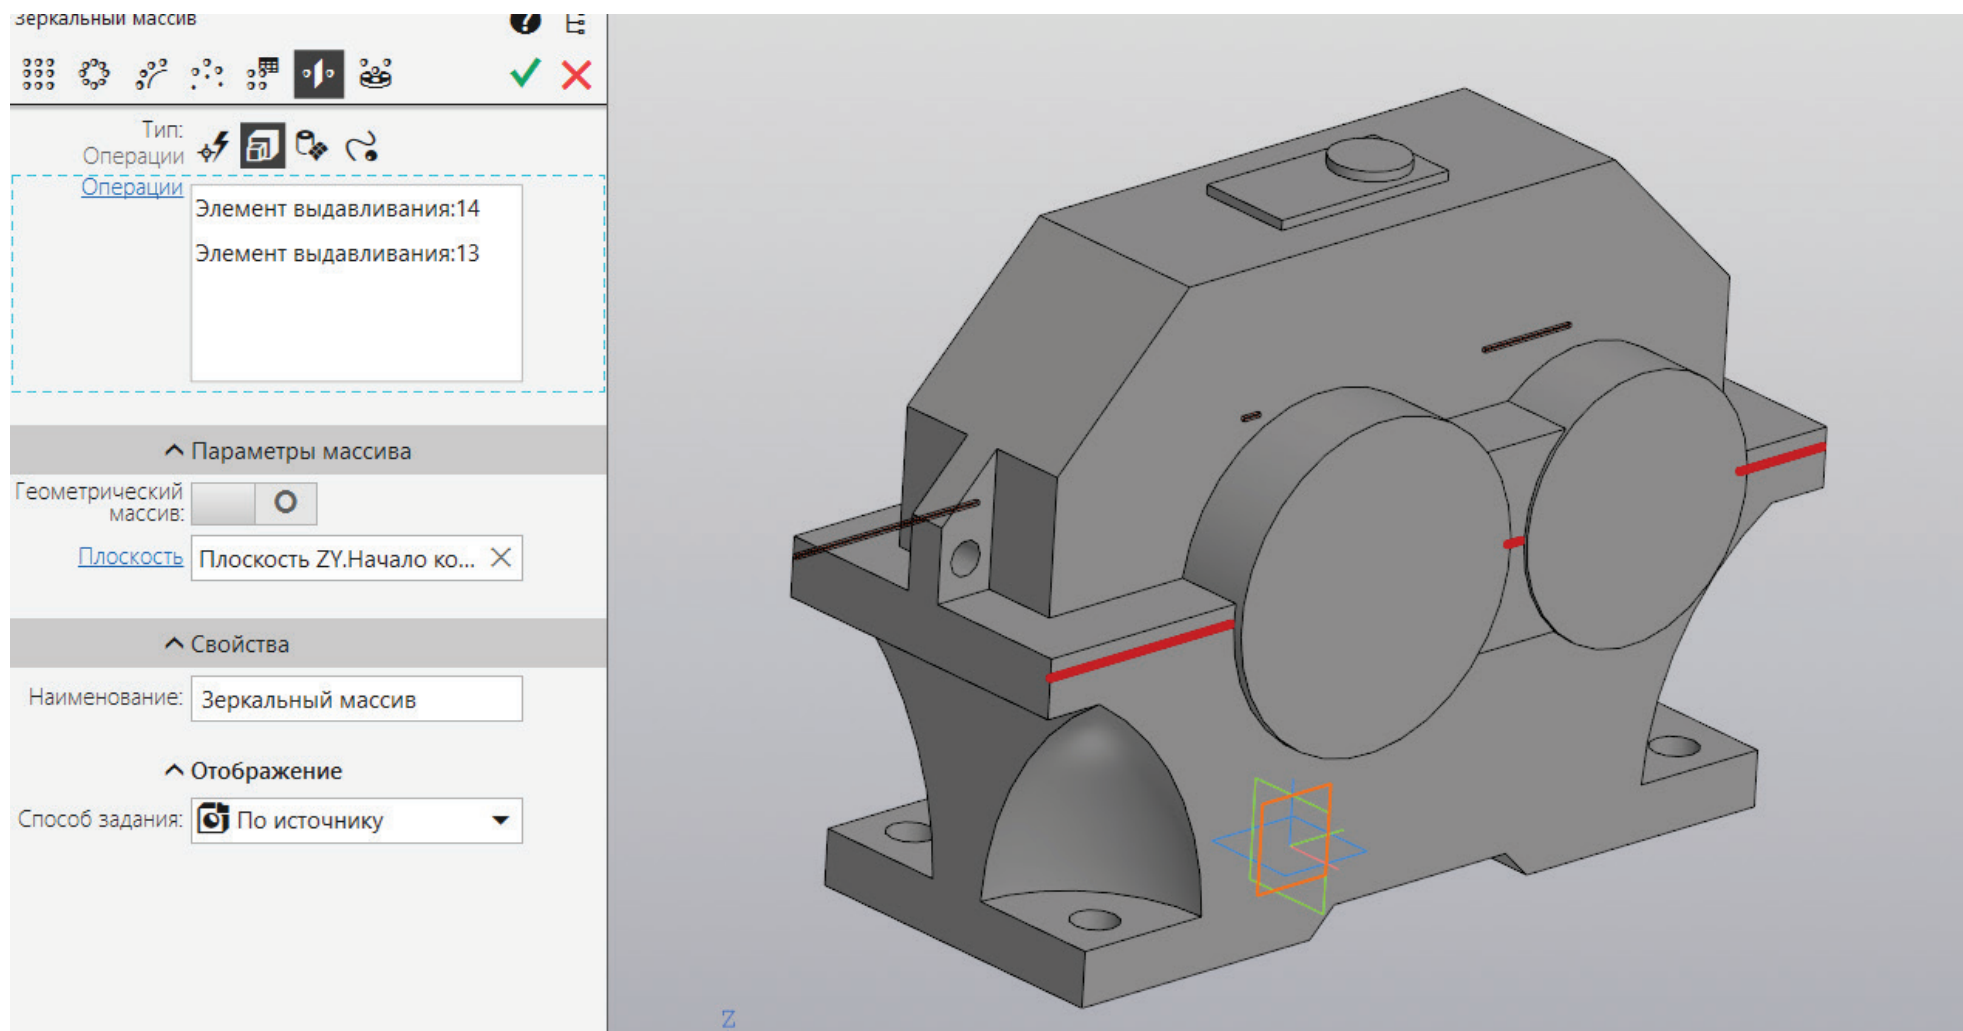 Зеркальный массив
Тип:
Операции
Операции
Элемент выдавливания:14
Элемент выдавливания:13
Параметры массива
Геометрический
массив:
Плоскость
Плоскость ZY.Начало ко...
Свойства
Наименование:
Зеркальный массив
Отображение
Способ задания:
По источнику
Z